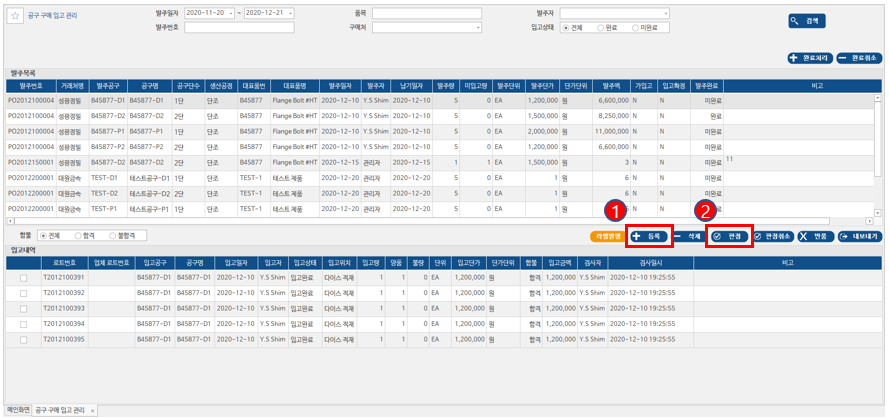 공구 구매 입고 관리 발주일자 2020-11-20 ~ 2020-12-21 품목 발주자 검색
발주번호 구매처 입고상태 전체 완료 미완료
완료처리 완료취소
발주목록
발주번호 거래처명 발주공구 공구명 공구단수 생산공정 대표품번 대표품명 발주일자 발주자 납기일자 발주량 미입고량 발주단위 발주단가 단가단위 발주액 가입고 입고확정 발주완료 비고
PO2012100004 성광정밀 B45877-D1 B45877-D1 1단 단조 B45877 Flange Bolt #HT 2020-12-10 Y.S Shim 2020-12-10 5 0 EA 1,200,000 원 6,600,000 N N 미완료
PO2012100004 성광정밀 B45877-D2 B45877-D2 2단 단조 B45877 Flange Bolt #HT 2020-12-10 Y.S Shim 2020-12-10 5 0 EA 1,500,000 원 8,250,000 N N 미완료
PO2012100004 성광정밀 B45877-P1 B45877-P1 1단 단조 B45877 Flange Bolt #HT 2020-12-10 Y.S Shim 2020-12-10 5 0 EA 2,000,000 원 11,000,000 N N 미완료
PO2012100004 성광정밀 B45877-P2 B45877-P2 2단 단조 B45877 Flange Bolt #HT 2020-12-10 Y.S Shim 2020-12-10 5 0 EA 1,200,000 원 6,600,000 N N 미완료
PO2012150001 성광정밀 B45877-D2 B45877-D2 2단 단조 B45877 Flange Bolt #HT 2020-12-15 관리자 2020-12-15 1 1 EA 1,500,000 원 3 N N 미완료 11
PO2012200001 대원금속 TEST-D1 테스트공구-D1 1단 단조 TEST-1 테스트 제품 2020-12-20 관리자 2020-12-20 5 0 EA 1 원 6 N N 미완료
PO2012200001 대원금속 TEST-D2 테스트공구-D2 2단 단조 TEST-1 테스트 제품 2020-12-20 관리자 2020-12-20 5 0 EA 1 원 6 N N 미완료
PO2012200001 대원금속 TEST-P1 테스트공구-P1 1단 단조 TEST-1 테스트 제품 2020-12-20 관리자 2020-12-20 5 0 EA 1 N 미완료
1 2
합불 전체 합격 불합격 라벨발행 등록 삭제 판정 판정취소 반품 내보내기
입고내역
로트번호 업체 로트번호 입고공구 공구명 입고일자 입고자 입고상태 입고위치 입고량 양품 불량 단위 입고단가 단가단위 합불 입고금액 검사자 검사일시 비고
T2012100391 B45877-D1 B45877-D1 2020-12-10 Y.S Shim 입고완료 다이스 적재 1 1 0 EA 1,200,000 원 합격 1,200,000 Y.S Shim 2020-12-10 19:25:55
T2012100392 B45877-D1 B45877-D1 2020-12-10 Y.S Shim 입고완료 다이스 적재 1 1 0 EA 1,200,000 원 합격 1,200,000 Y.S Shim 2020-12-10 19:25:55
T2012100393 B45877-D1 B45877-D1 2020-12-10 Y.S Shim 입고완료 다이스 적재 1 1 0 EA 1,200,000 원 합격 1,200,000 Y.S Shim 2020-12-10 19:25:55
T2012100394 B45877-D1 B45877-D1 2020-12-10 Y.S Shim 입고완료 다이스 적재 1 1 0 EA 1,200,000 원 합격 1,200,000 Y.S Shim 2020-12-10 19:25:55
T2012100395 B45877-D1 B45877-D1 2020-12-10 Y.S Shim 입고완료 다이스 적재 1 1 0 EA 1,200,000 원 합격 1,200,000 Y.S Shim 2020-12-10 19:25:55
메인화면 공구 구매 입고 관리